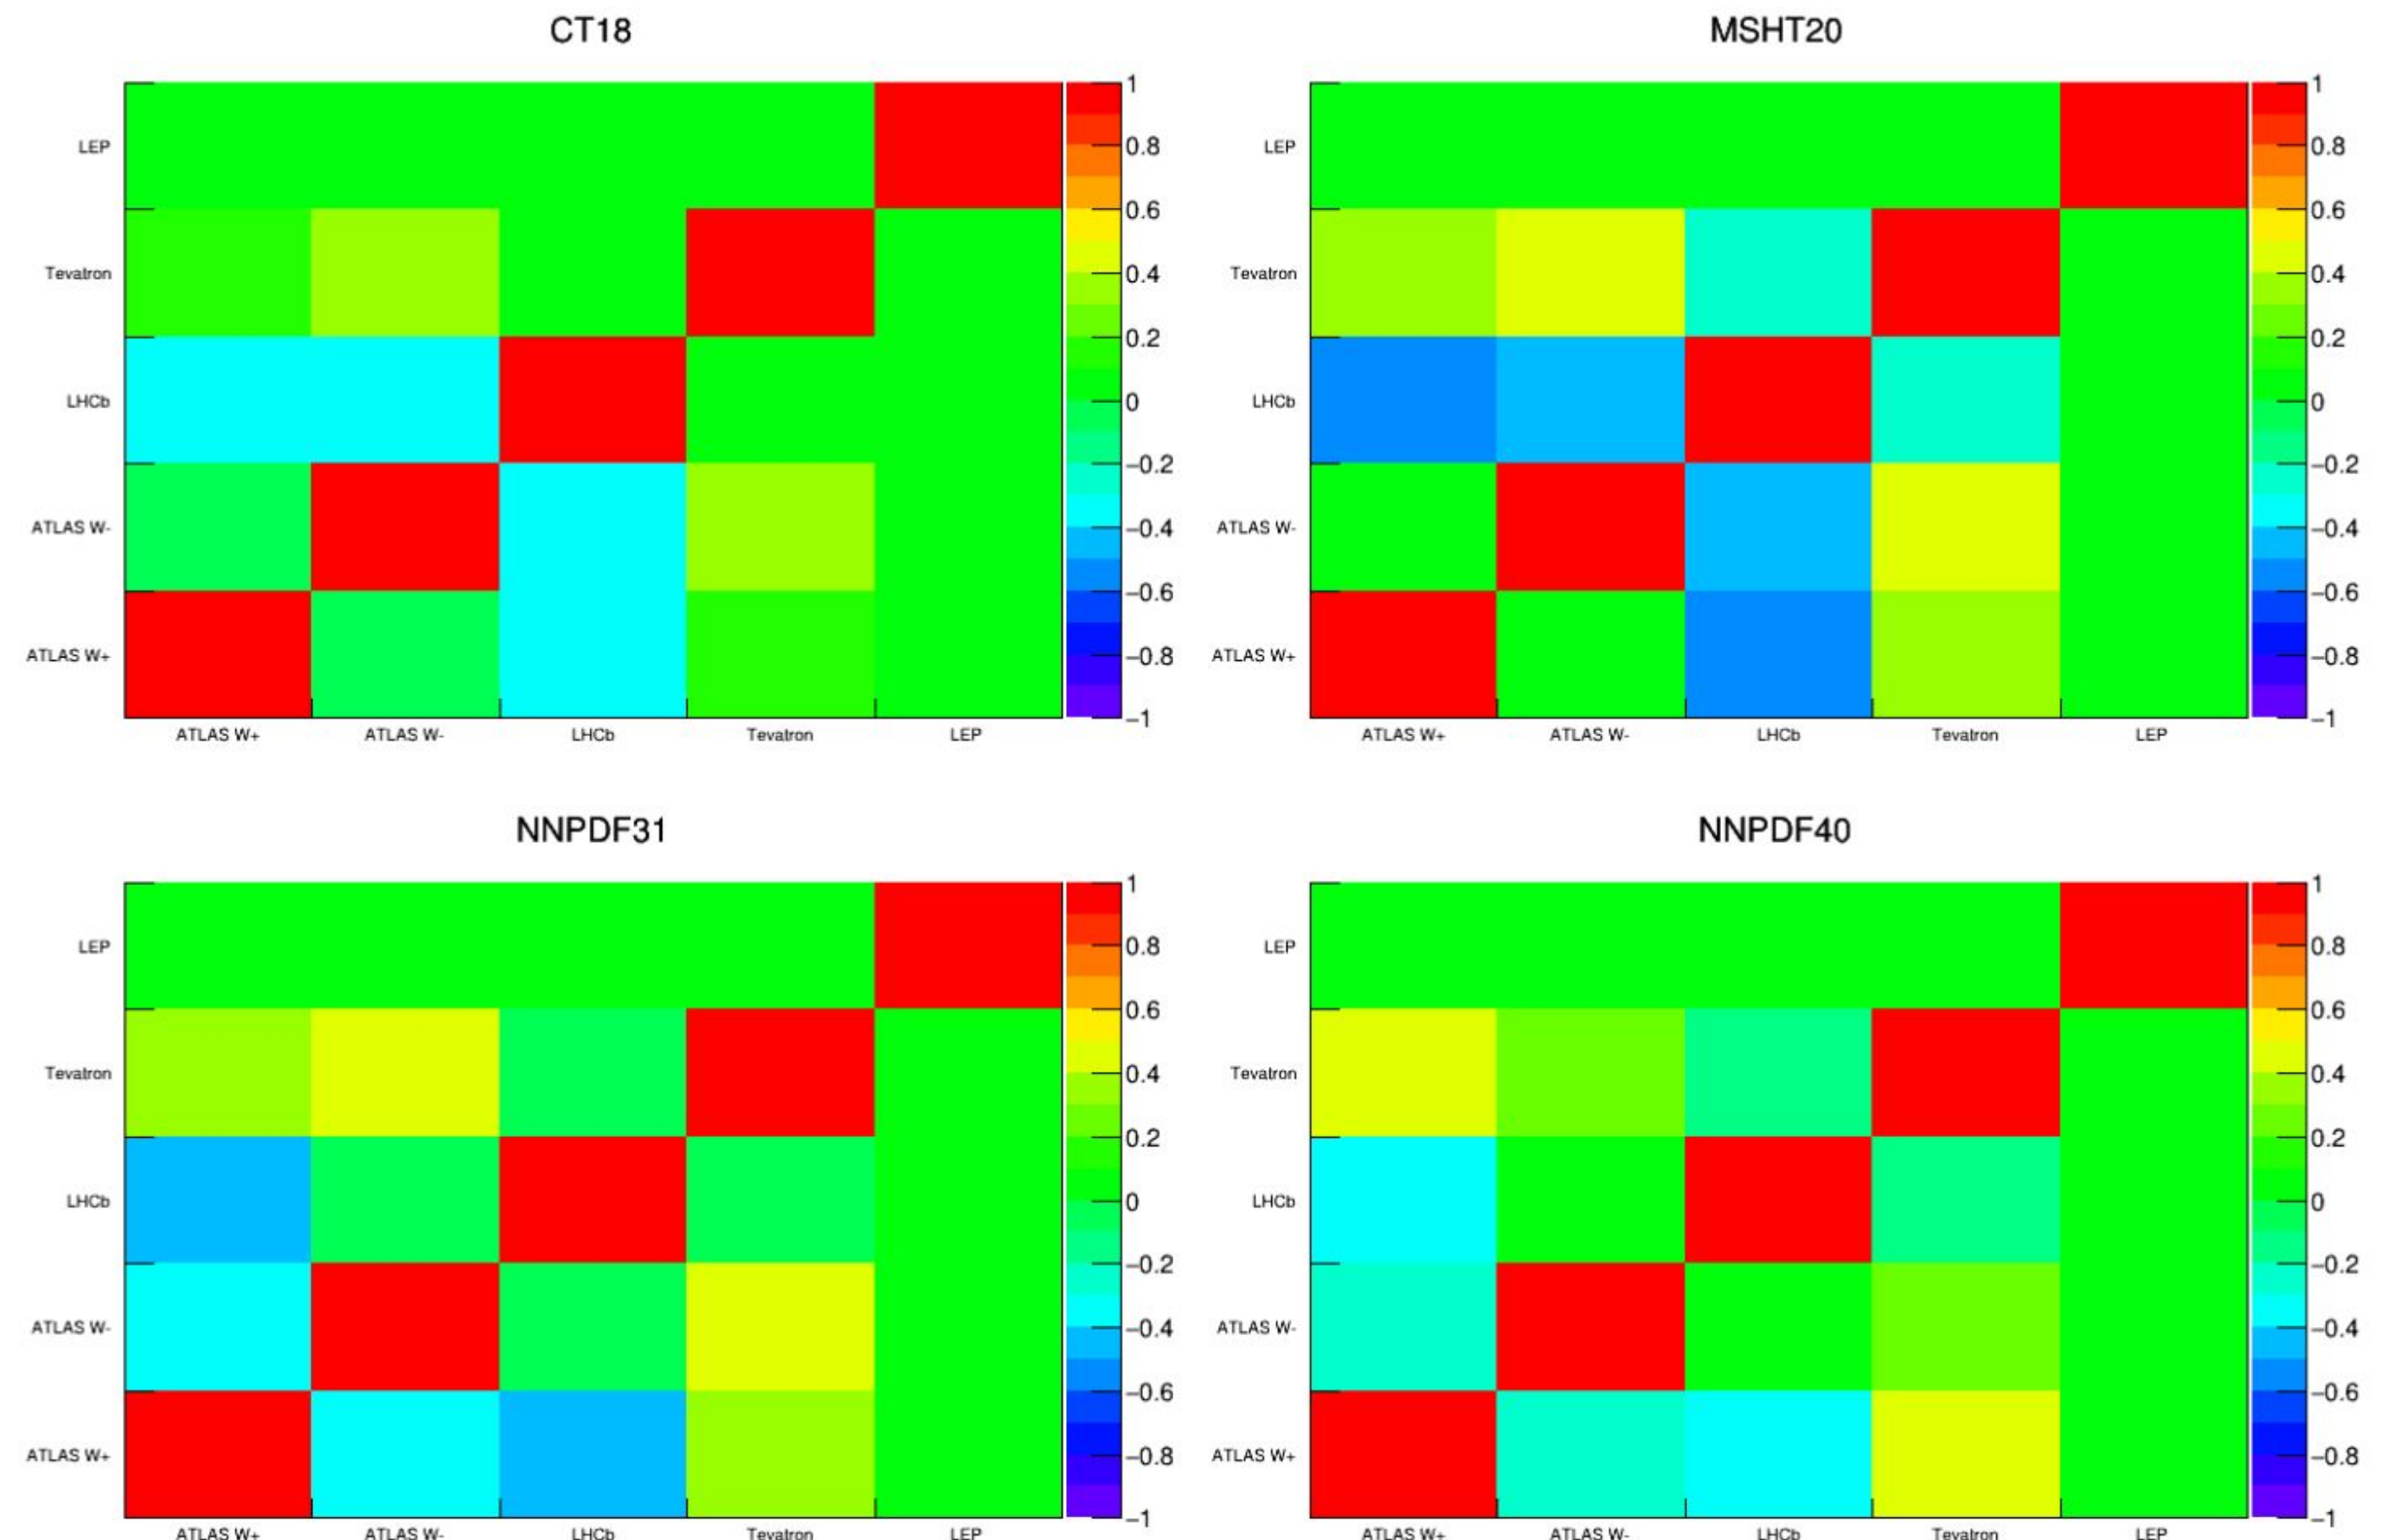 CT18
MSHT20
1
0.8
0.6
0.4
0.2
0
–0.2
–0.4
–0.6
–0.8
–1
LEP
Tevatron
LHCb
ATLAS W-
ATLAS W+
ATLAS W+ ATLAS W- LHCb Tevatron LEP
1
0.8
0.6
0.4
0.2
0
–0.2
–0.4
–0.6
–0.8
–1
LEP
Tevatron
LHCb
ATLAS W-
ATLAS W+
ATLAS W+ ATLAS W- LHCb Tevatron LEP
NNPDF31
NNPDF40
1
0.8
0.6
0.4
0.2
0
–0.2
–0.4
–0.6
–0.8
–1
LEP
Tevatron
LHCb
ATLAS W-
ATLAS W+
ATLAS W+ ATLAS W- LHCb Tevatron LEP
1
0.8
0.6
0.4
0.2
0
–0.2
–0.4
–0.6
–0.8
–1
LEP
Tevatron
LHCb
ATLAS W-
ATLAS W+
ATLAS W+ ATLAS W- LHCb Tevatron LEP